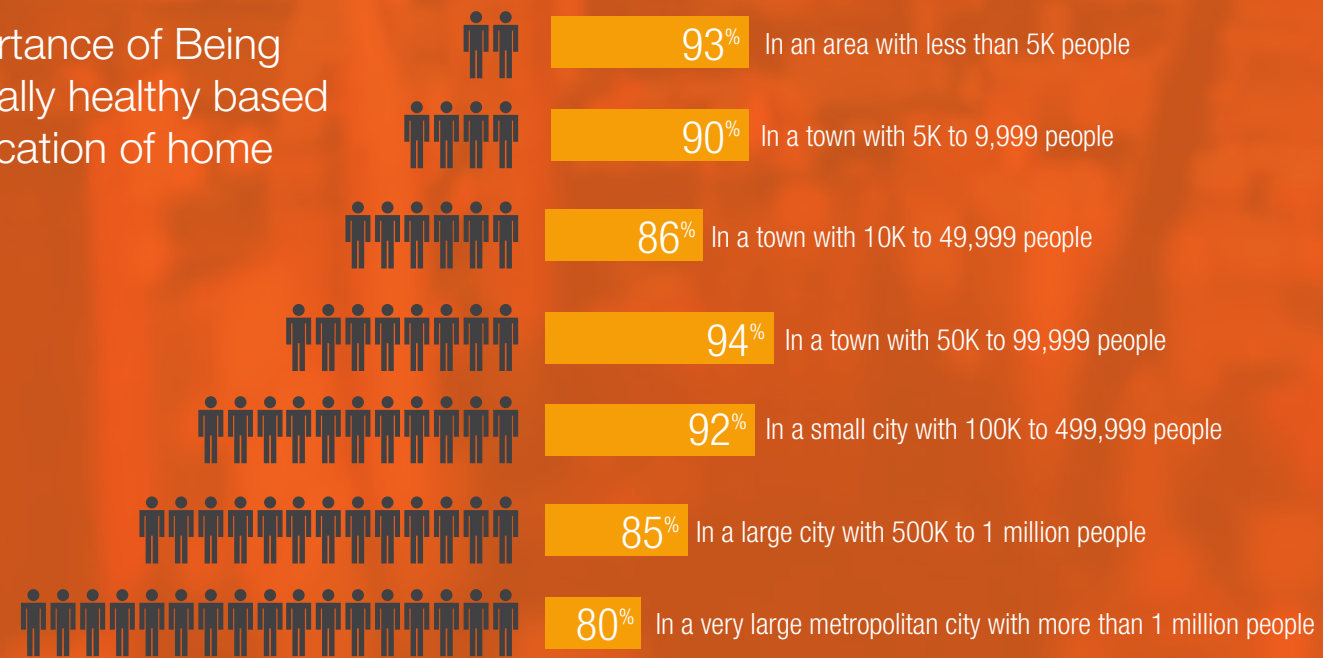 rtance of Being
ally healthy based
cation of home
93% In an area with less than 5K people
90% In a town with 5K to 9,999 people
86% In a town with 10K to 49,999 people
94% In a town with 50K to 99,999 people
92% In a small city with 100K to 499,999 people
85% In a large city with 500K to 1 million people
80% In a very large metropolitan city with more than 1 million people